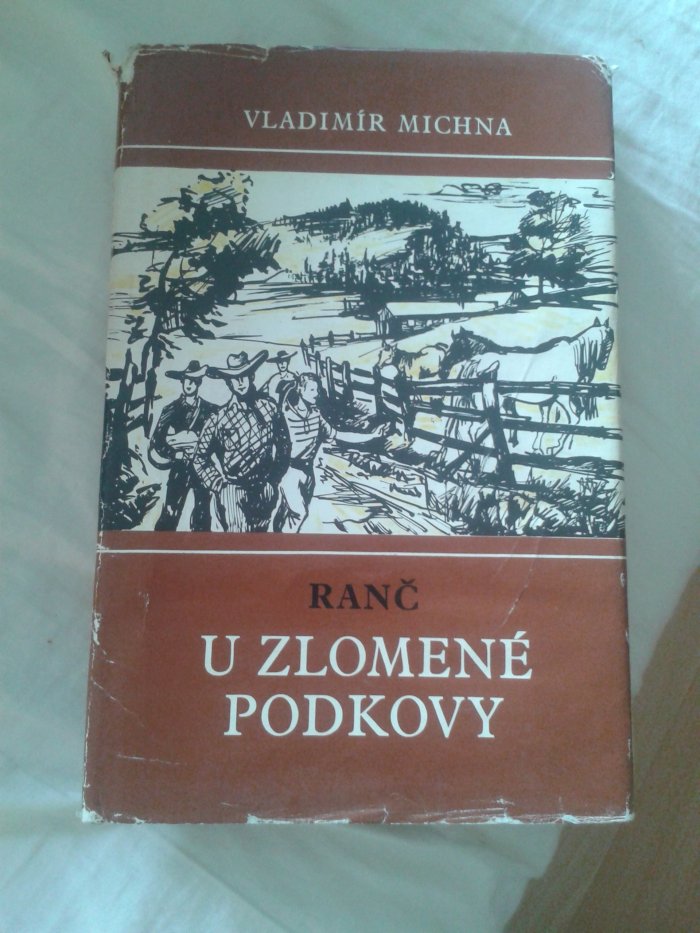 VLADIMÍR MICHNA
RANČ
U ZLOMENÉ
PODKOVY